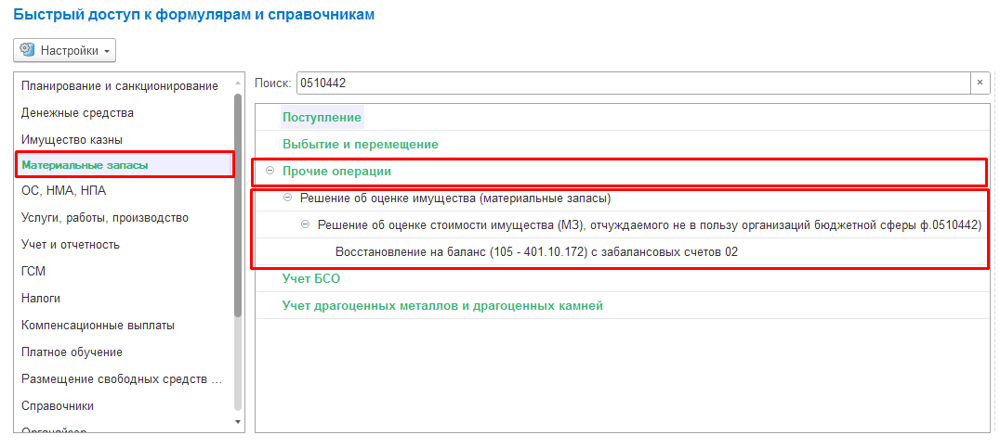 Быстрый доступ к формулярам и справочникам
Настройки
Планирование и санкционирование
Денежные средства
Имущество казны
Материальные запасы
ОС, НМА, НПА
Услуги, работы, производство
Учет и отчетность
ГСМ
Налоги
Компенсационные выплаты
Платное обучение
Размещение свободных средств ...
Справочники
Органайзер
Поиск: 0510442 ×
Поступление
Выбытие и перемещение
Прочие операции
Решение об оценке имущества (материальные запасы)
Решение об оценке стоимости имущества (МЗ), отчуждаемого не в пользу организаций бюджетной сферы ф.0510442)
Восстановление на баланс (105 - 401.10.172) с забалансовых счетов 02
Учет БСО
Учет драгоценных металлов и драгоценных камней